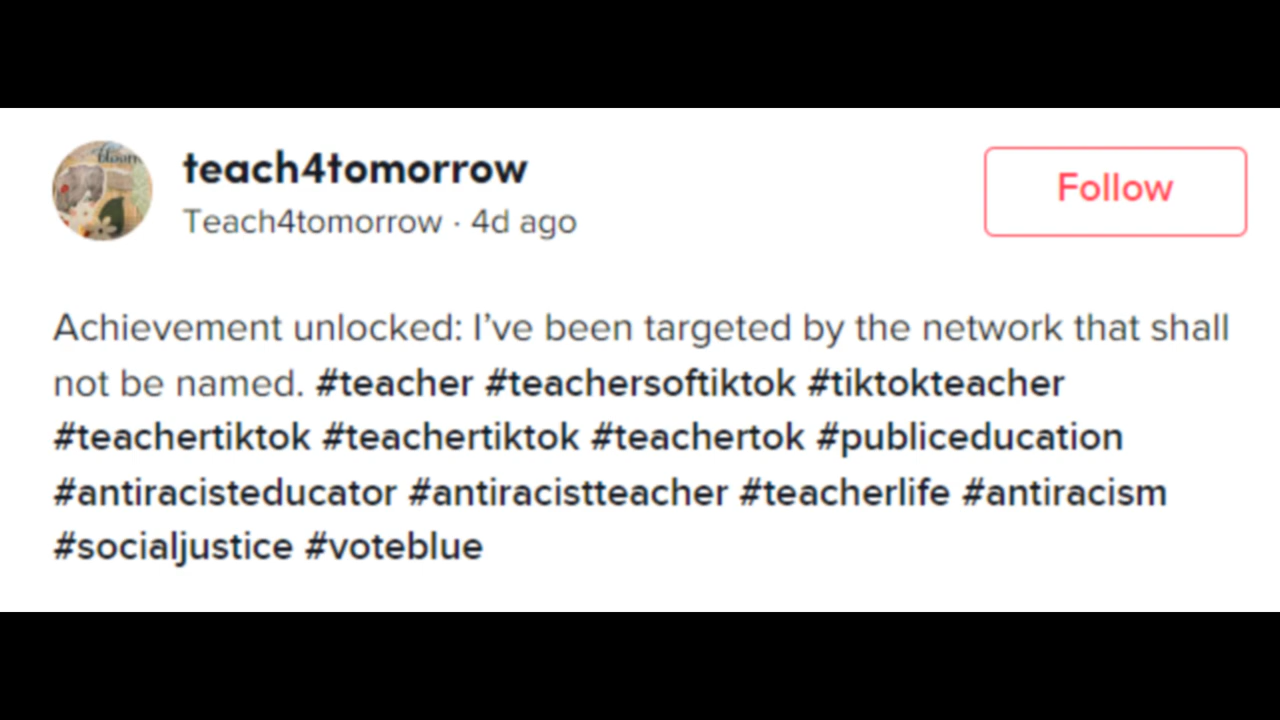 teach4tomorrow
Teach4tomorrow · 4d ago
Follow
Achievement unlocked: I’ve been targeted by the network that shall
not be named. #teacher #teachersoftiktok #tiktokteacher
#teachertiktok #teachertiktok #teachertok #publiceducation
#antiracisteducator #antiracistteacher #teacherlife #antiracism
#socialjustice #voteblue
bloom